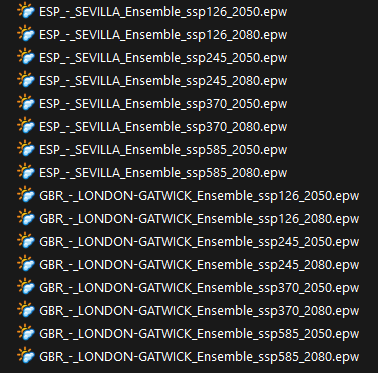 ESP_-_SEVILLA_Ensemble_ssp126_2050.epw
ESP_-_SEVILLA_Ensemble_ssp126_2080.epw
ESP_-_SEVILLA_Ensemble_ssp245_2050.epw
ESP_-_SEVILLA_Ensemble_ssp245_2080.epw
ESP_-_SEVILLA_Ensemble_ssp370_2050.epw
ESP_-_SEVILLA_Ensemble_ssp370_2080.epw
ESP_-_SEVILLA_Ensemble_ssp585_2050.epw
ESP_-_SEVILLA_Ensemble_ssp585_2080.epw
GBR_-_LONDON-GATWICK_Ensemble_ssp126_2050.epw
GBR_-_LONDON-GATWICK_Ensemble_ssp126_2080.epw
GBR_-_LONDON-GATWICK_Ensemble_ssp245_2050.epw
GBR_-_LONDON-GATWICK_Ensemble_ssp245_2080.epw
GBR_-_LONDON-GATWICK_Ensemble_ssp370_2050.epw
GBR_-_LONDON-GATWICK_Ensemble_ssp370_2080.epw
GBR_-_LONDON-GATWICK_Ensemble_ssp585_2050.epw
GBR_-_LONDON-GATWICK_Ensemble_ssp585_2080.epw